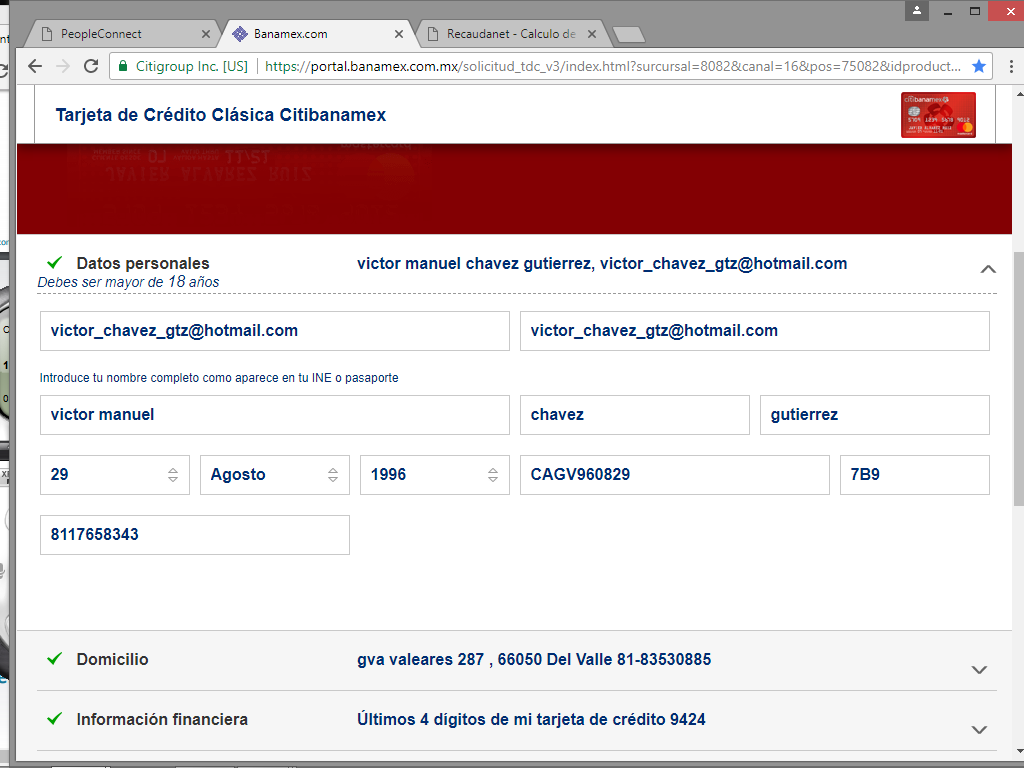 PeopleConnect
Banamex.com
Recaudanet - Calculo de
Citigroup Inc. [US] https://portal.banamex.com.mx/solicitud_tdc_v3/index.html?surcursal=8082&canal=16&pos=75082&idproduct...
Tarjeta de Crédito Clásica Citibanamex
Datos personales victor manuel chavez gutierrez, victor_chavez_gtz@hotmail.com
Debes ser mayor de 18 años
victor_chavez_gtz@hotmail.com victor_chavez_gtz@hotmail.com
Introduce tu nombre completo como aparece en tu INE o pasaporte
victor manuel chavez gutierrez
29 Agosto 1996 CAGV960829 7B9
8117658343
Domicilio gva valeares 287 , 66050 Del Valle 81-83530885
Información financiera Últimos 4 dígitos de mi tarjeta de crédito 9424